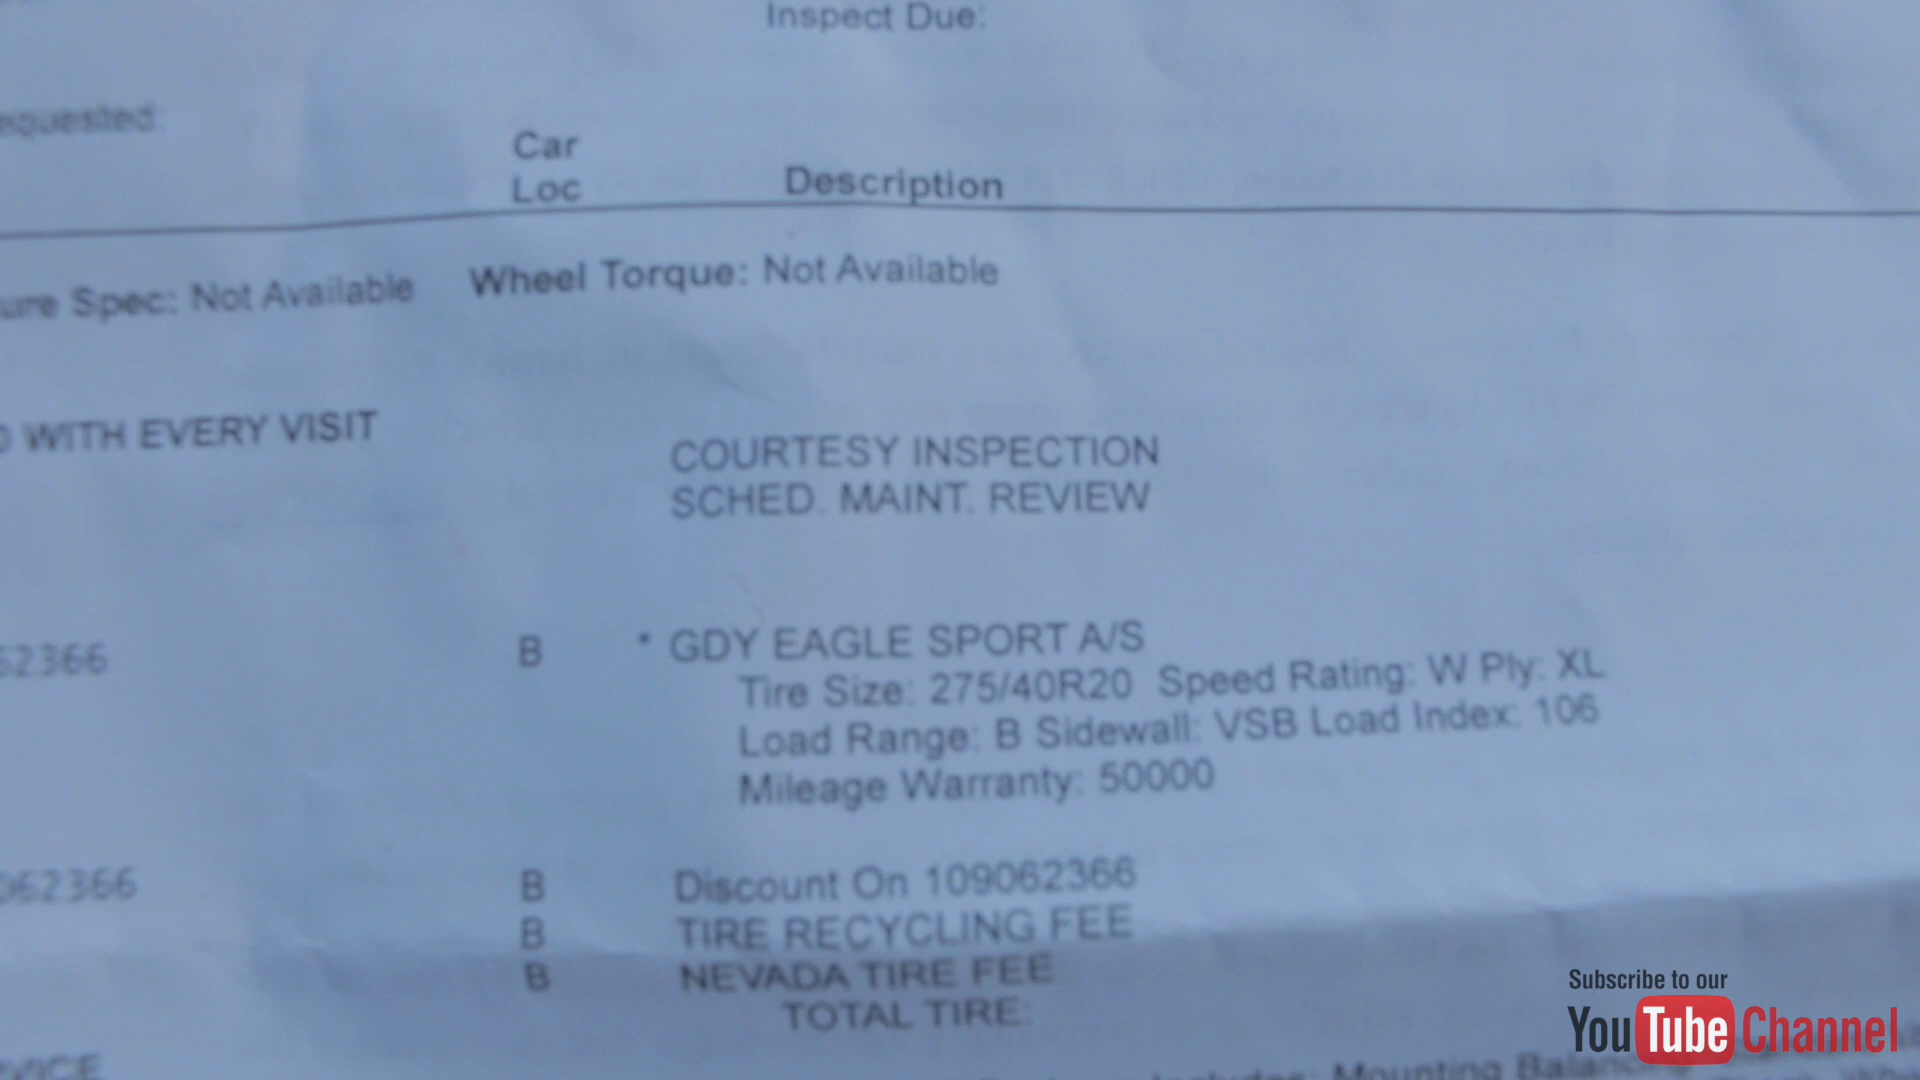 Inspect Due:
equested:
Car
Loc
Description
ure Spec: Not Available Wheel Torque: Not Available
D WITH EVERY VISIT
COURTESY INSPECTION
SCHED. MAINT. REVIEW
62366 B * GDY EAGLE SPORT A/S
Tire Size: 275/40R20 Speed Rating: W Ply: XL
Load Range: B Sidewall: VSB Load Index: 106
Mileage Warranty: 50000
062366 B Discount On 109062366
B TIRE RECYCLING FEE
B NEVADA TIRE FEE
TOTAL TIRE:
VICE
Includes: Mounting
Subscribe to our
YouTube Channel